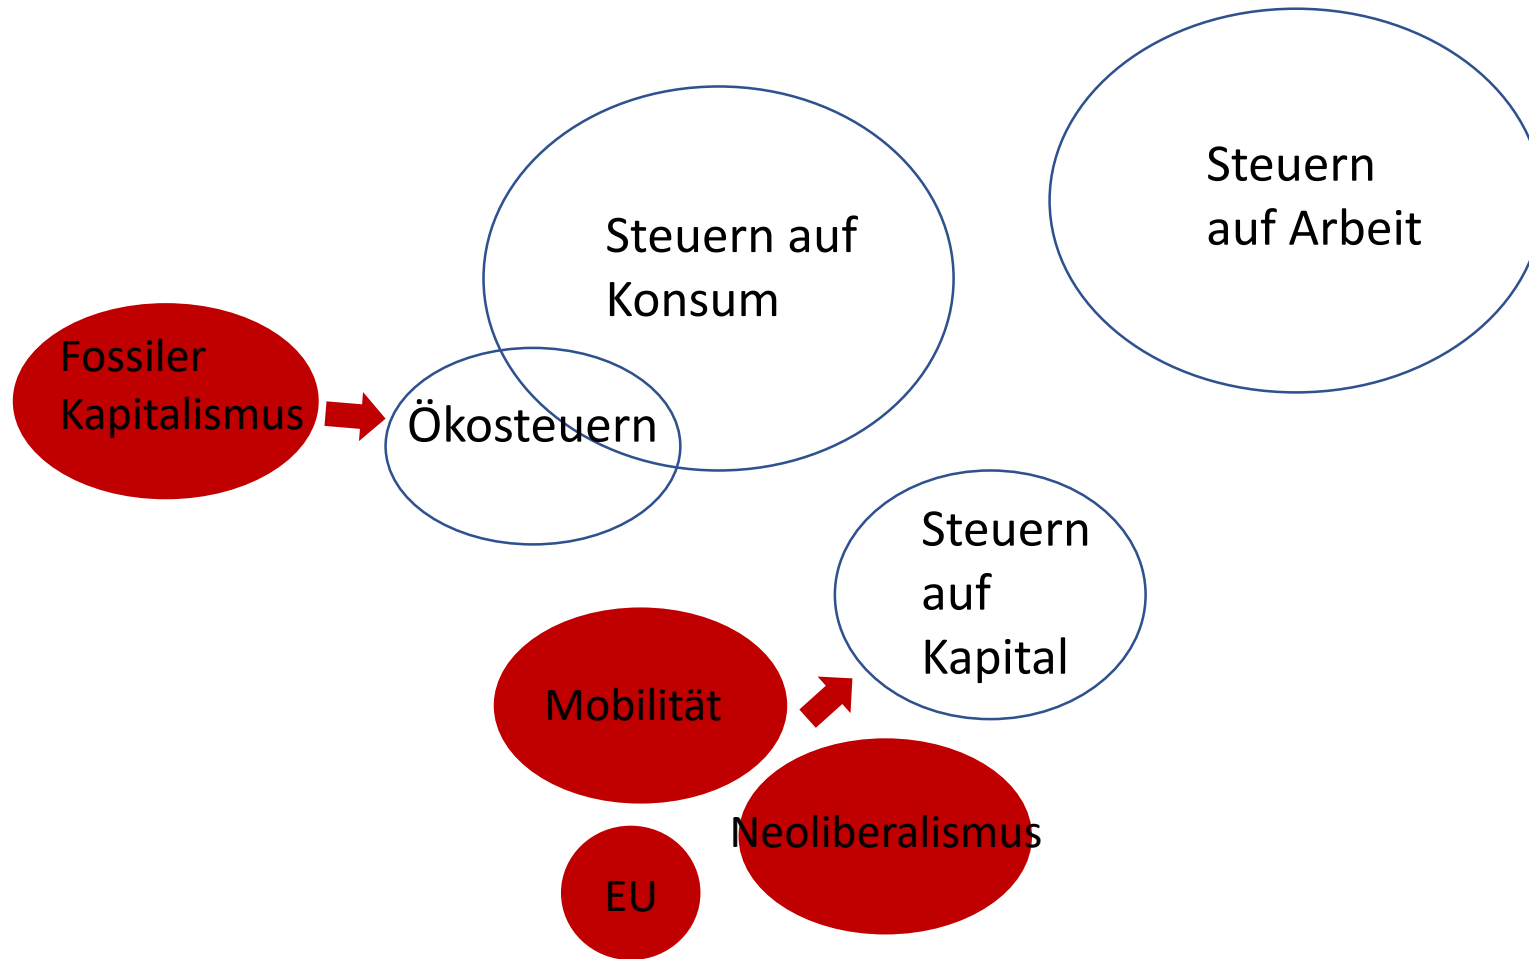 Steuern
auf Arbeit
Steuern auf
Konsum
Fossiler
Kapitalismus
Ökosteuern
Steuern
auf
Kapital
Mobilität
Neoliberalismus
EU